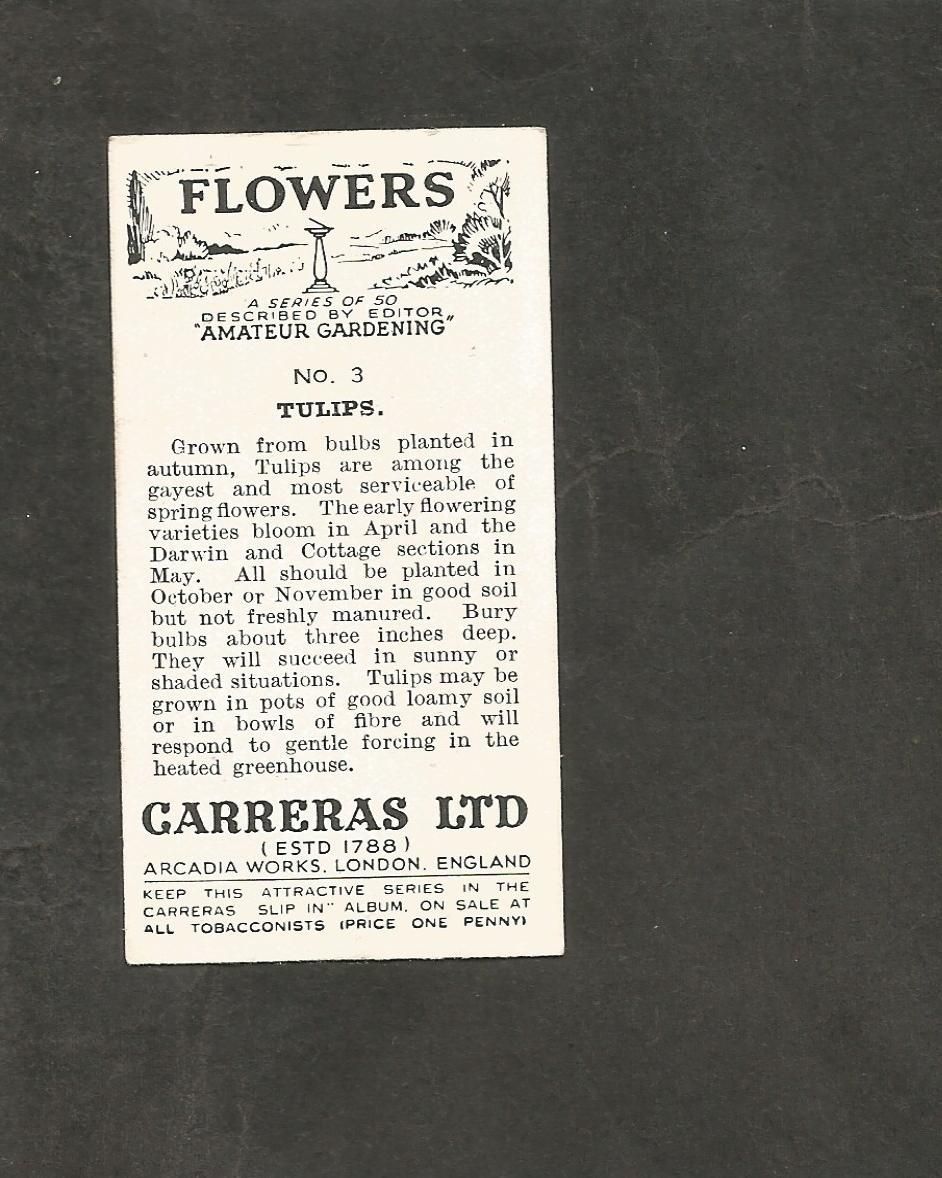 FLOWERS
A SERIES OF 50
DESCRIBED BY EDITOR
"AMATEUR GARDENING"
No. 3
TULIPS.
Grown from bulbs planted in
autumn, Tulips are among the
gayest and most serviceable of
spring flowers. The early flowering
varieties bloom in April and the
Darwin and Cottage sections in
May. All should be planted in
October or November in good soil
but not freshly manured. Bury
bulbs about three inches deep.
They will succeed in sunny or
shaded situations. Tulips may be
grown in pots of good loamy soil
or in bowls of fibre and will
respond to gentle forcing in the
heated greenhouse.
CARRERAS LTD
(ESTD 1788)
ARCADIA WORKS, LONDON, ENGLAND
KEEP THIS ATTRACTIVE SERIES IN THE
CARRERAS SLIP IN" ALBUM, ON SALE AT
ALL TOBACCONISTS (PRICE ONE PENNY)